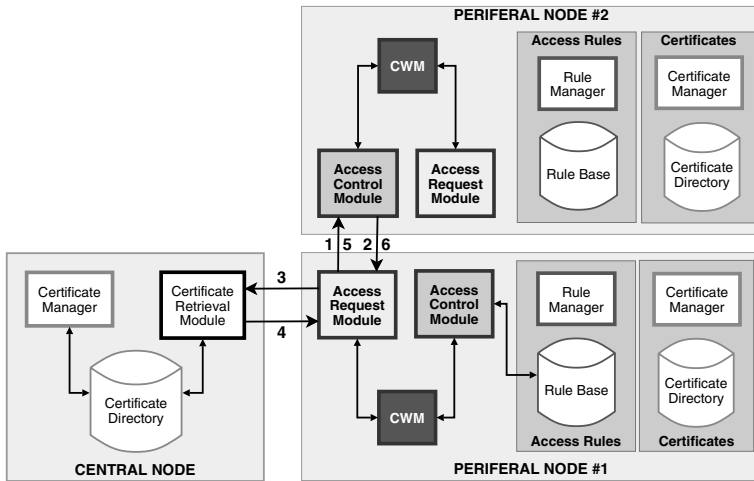 PERIFERAL NODE #2
Access Rules
Certificates
CWM
Rule
Manager
Certificate
Manager
Access
Control
Module
Access
Request
Module
Rule Base
Certificate
Directory
1 5 2 6
Certificate
Manager
Certificate
Retrieval
Module
3
4
Access
Request
Module
Access
Control
Module
Rule
Manager
Certificate
Manager
Certificate
Directory
CWM
Rule Base
Certificate
Directory
Access Rules
Certificates
CENTRAL NODE
PERIFERAL NODE #1